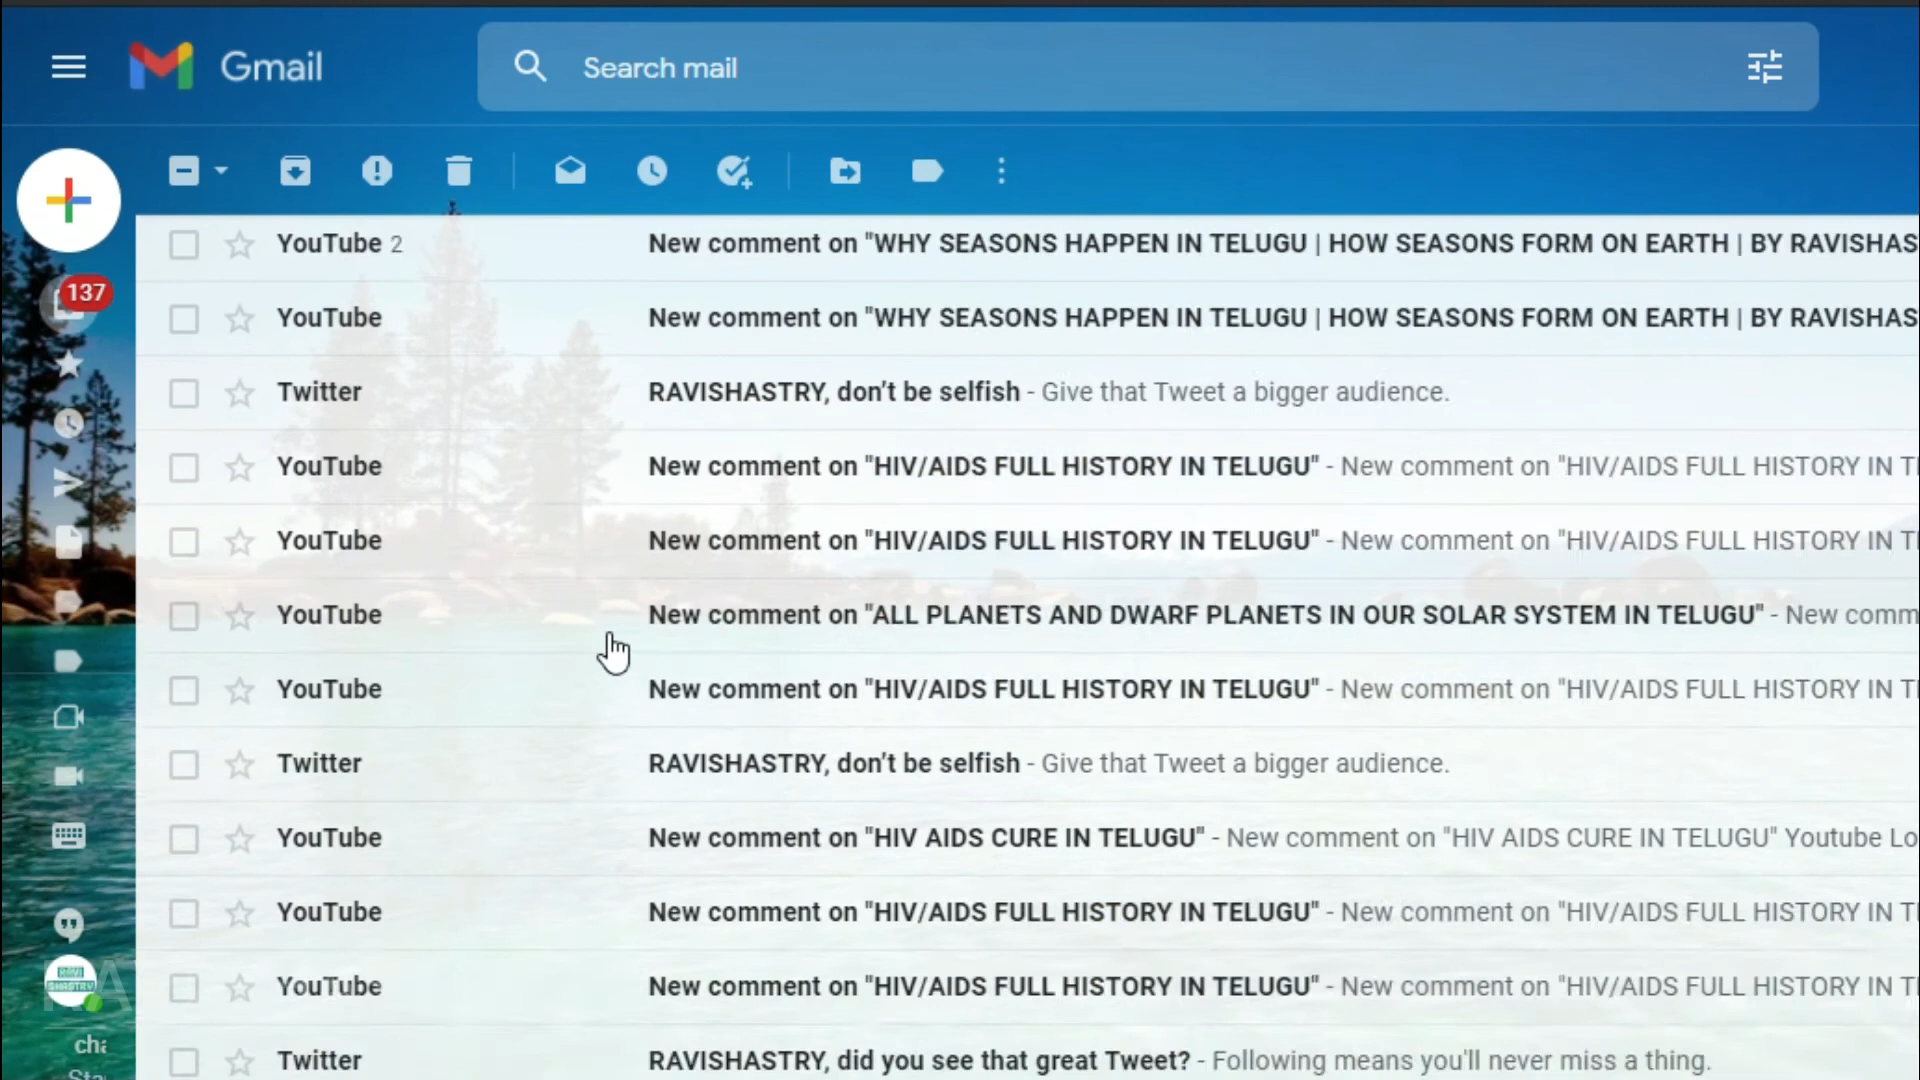 Gmail
Search mail
137
YouTube 2 New comment on "WHY SEASONS HAPPEN IN TELUGU | HOW SEASONS FORM ON EARTH | BY RAVISHAS
YouTube New comment on "WHY SEASONS HAPPEN IN TELUGU | HOW SEASONS FORM ON EARTH | BY RAVISHAS
Twitter RAVISHASTRY, don't be selfish - Give that Tweet a bigger audience.
YouTube New comment on "HIV/AIDS FULL HISTORY IN TELUGU" - New comment on "HIV/AIDS FULL HISTORY IN T
YouTube New comment on "HIV/AIDS FULL HISTORY IN TELUGU" - New comment on "HIV/AIDS FULL HISTORY IN T
YouTube New comment on "ALL PLANETS AND DWARF PLANETS IN OUR SOLAR SYSTEM IN TELUGU" - New comm
YouTube New comment on "HIV/AIDS FULL HISTORY IN TELUGU" - New comment on "HIV/AIDS FULL HISTORY IN T
Twitter RAVISHASTRY, don't be selfish - Give that Tweet a bigger audience.
YouTube New comment on "HIV AIDS CURE IN TELUGU" - New comment on "HIV AIDS CURE IN TELUGU" Youtube Lo
YouTube New comment on "HIV/AIDS FULL HISTORY IN TELUGU" - New comment on "HIV/AIDS FULL HISTORY IN T
YouTube New comment on "HIV/AIDS FULL HISTORY IN TELUGU" - New comment on "HIV/AIDS FULL HISTORY IN T
RAVI
SHASTRY
cha
Twitter RAVISHASTRY, did you see that great Tweet? - Following means you'll never miss a thing.